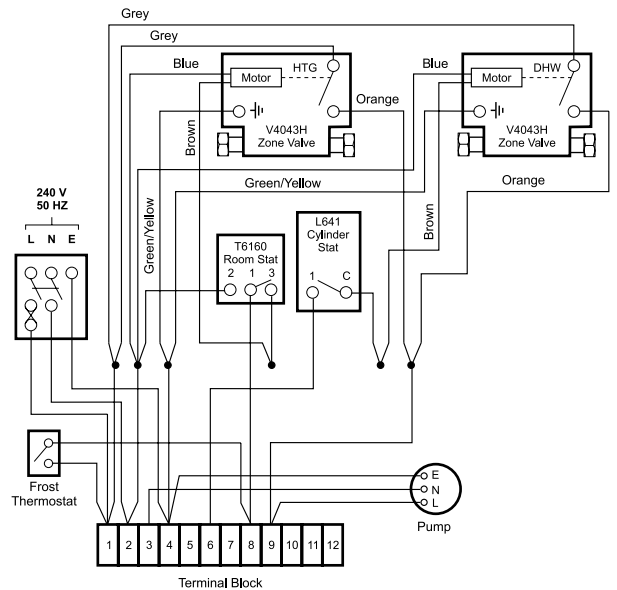 Grey
Grey
Blue
HTG
Motor
Blue
DHW
Motor
Orange
V4043H
Zone Valve
V4043H
Zone Valve
Brown
Green/Yellow
Orange
240 V
50 HZ
L N E
Green/Yellow
Brown
T6160
Room Stat
2 1 3
L641
Cylinder
Stat
1 C
Frost
Thermostat
E
N
L
Pump
1 2 3 4 5 6 7 8 9 10 11 12
Terminal Block